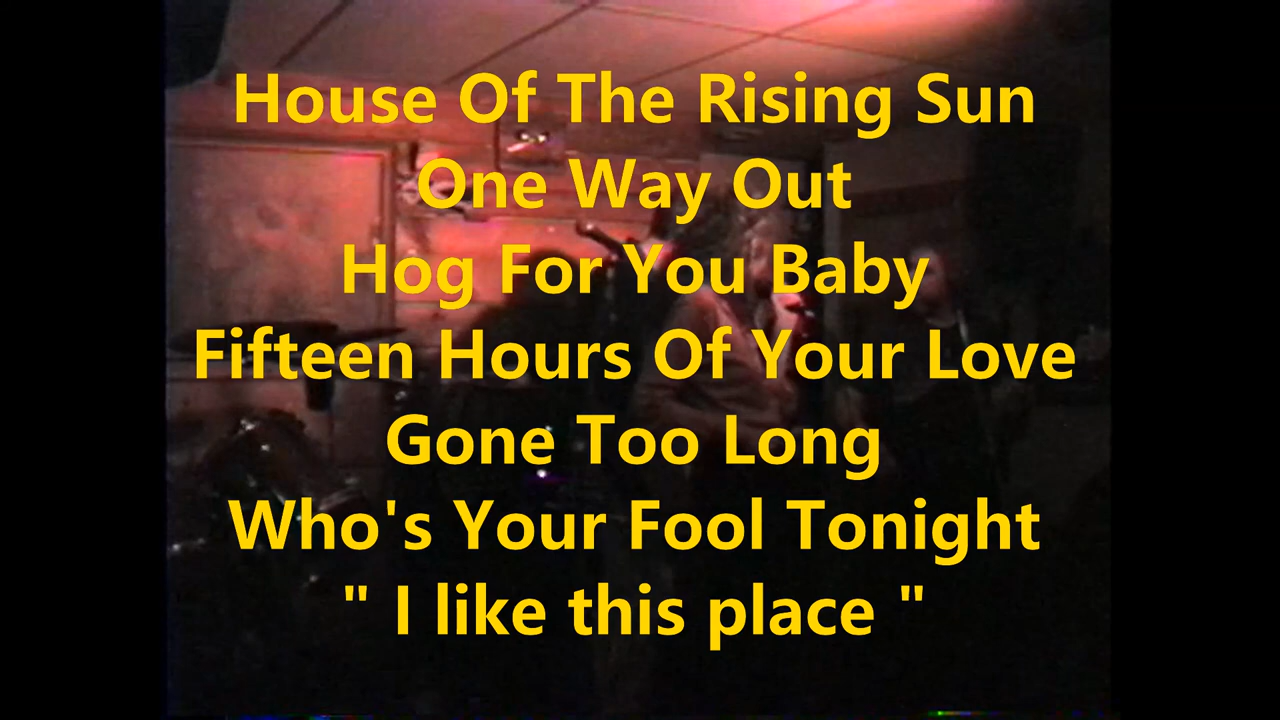 House Of The Rising Sun
One Way Out
Hog For You Baby
Fifteen Hours Of Your Love
Gone Too Long
Who's Your Fool Tonight
" I like this place "